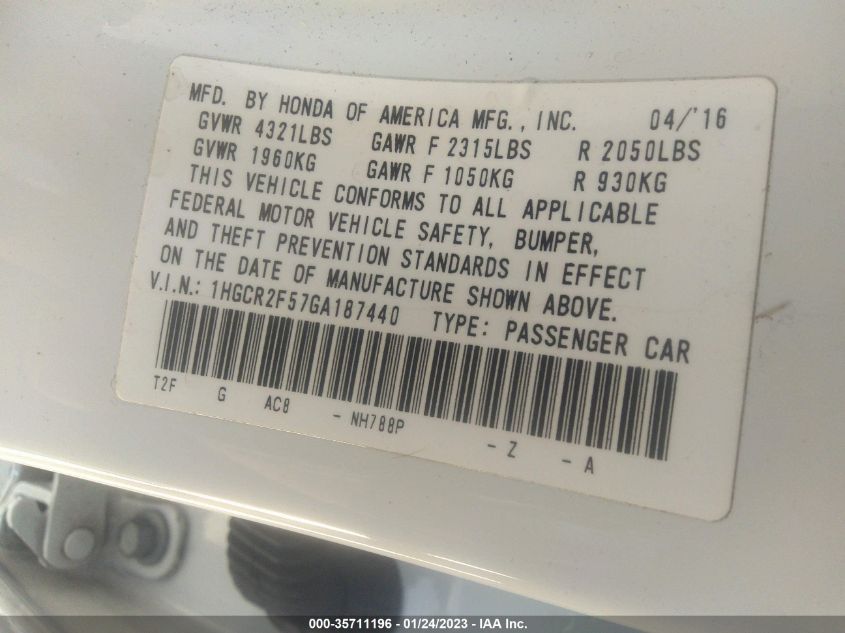 MFD. BY HONDA OF AMERICA MFG., INC. 04/'16
GVWR 4321LBS GAWR F 2315LBS R 2050LBS
GVWR 1960KG GAWR F 1050KG R 930KG
THIS VEHICLE CONFORMS TO ALL APPLICABLE
FEDERAL MOTOR VEHICLE SAFETY, BUMPER,
AND THEFT PREVENTION STANDARDS IN EFFECT
ON THE DATE OF MANUFACTURE SHOWN ABOVE.
V.I.N.: 1HGCR2F57GA187440 TYPE: PASSENGER CAR
T2F G AC8 - NH788P - Z - A
000-35711196 - 01/24/2023 - IAA Inc.